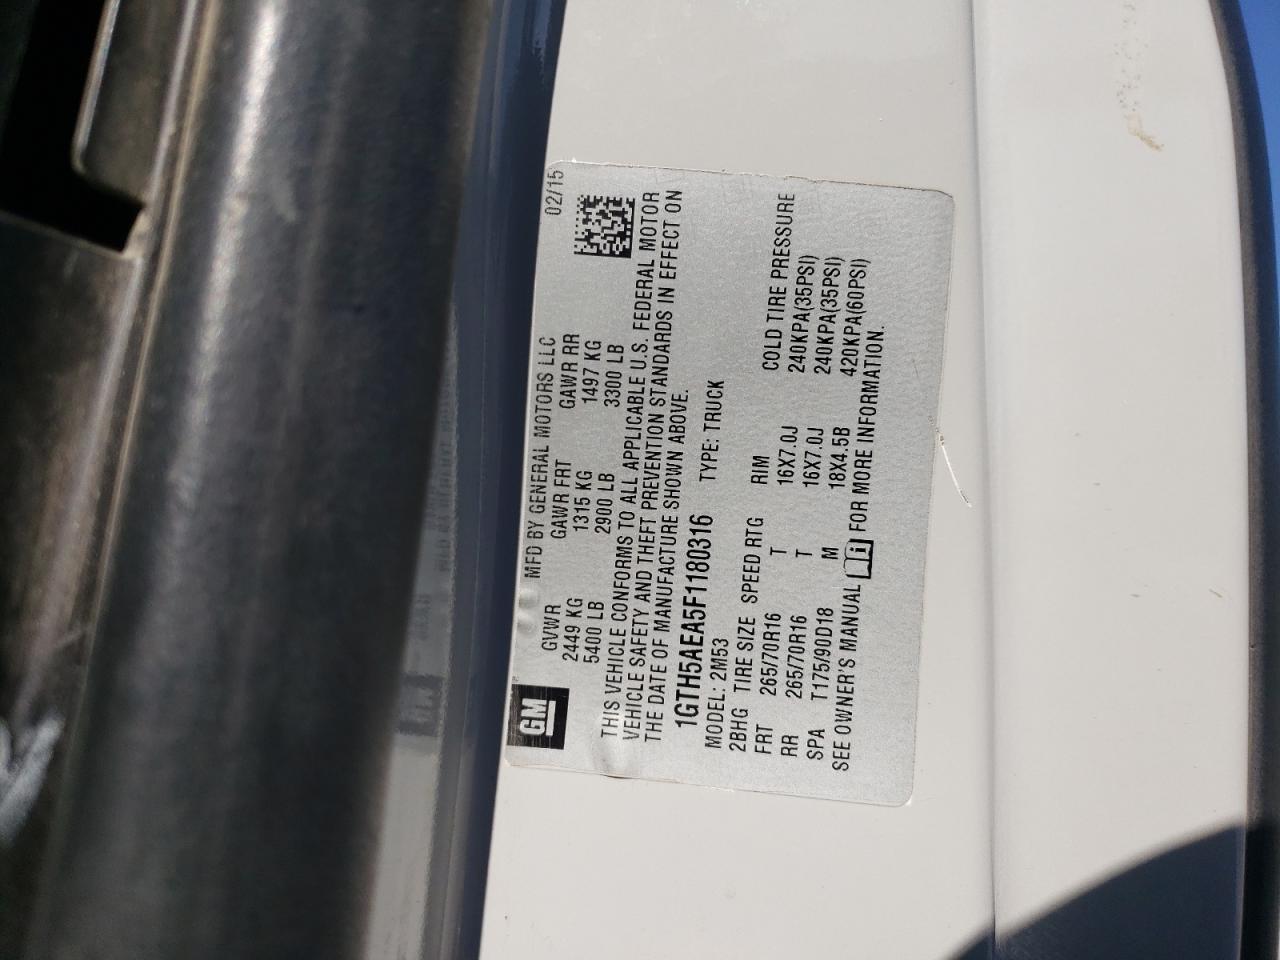 GM
MFD BY GENERAL MOTORS LLC 02/15
GVWR GAWR FRT GAWR RR
2449 KG 1315 KG 1497 KG
5400 LB 2900 LB 3300 LB
THIS VEHICLE CONFORMS TO ALL APPLICABLE U.S. FEDERAL MOTOR
VEHICLE SAFETY AND THEFT PREVENTION STANDARDS IN EFFECT ON
THE DATE OF MANUFACTURE SHOWN ABOVE.
1GTH5AEA5F1180316 TYPE: TRUCK
MODEL: 2M53
2BHG TIRE SIZE SPEED RTG RIM COLD TIRE PRESSURE
FRT 265/70R16 T 16X7.0J 240KPA(35PSI)
RR 265/70R16 T 16X7.0J 240KPA(35PSI)
SPA T175/90D18 M 18X4.5B 420KPA(60PSI)
SEE OWNER'S MANUAL FOR MORE INFORMATION.